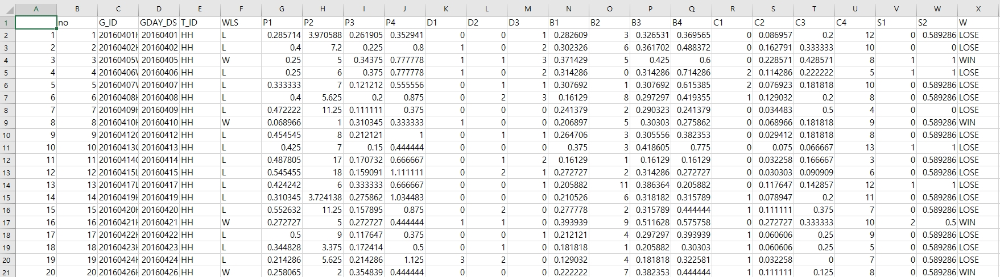 A B C D E F G H I J K L M N O P Q R S T U V W X
1 no G_ID GDAY_DS T_ID WLS P1 P2 P3 P4 D1 D2 D3 B1 B2 B3 B4 C1 C2 C3 C4 S1 S2 W
2 1 1 20160401H 20160401 HH L 0.285714 3.970588 0.261905 0.352941 0 0 1 0.282609 3 0.326531 0.369565 0 0.086957 0.2 12 0 0.589286 LOSE
3 2 2 20160402H 20160402 HH L 0.4 7.2 0.225 0.8 1 0 2 0.302326 6 0.361702 0.488372 0 0.162791 0.333333 10 0 0 LOSE
4 3 3 20160405W 20160405 HH W 0.25 5 0.34375 0.777778 1 1 3 0.371429 5 0.425 0.6 0 0.228571 0.428571 8 1 1 WIN
5 4 4 20160406W 20160406 HH L 0.25 6 0.375 0.777778 1 0 2 0.314286 0 0.314286 0.714286 2 0.114286 0.222222 5 1 1 LOSE
6 5 5 20160407W 20160407 HH L 0.333333 7 0.121212 0.555556 0 1 1 0.307692 1 0.307692 0.615385 2 0.076923 0.181818 10 0 0.589286 LOSE
7 6 6 20160408H 20160408 HH L 0.4 5.625 0.2 0.875 0 2 3 0.16129 8 0.297297 0.419355 1 0.129032 0.2 8 0 0.589286 LOSE
8 7 7 20160409H 20160409 HH L 0.472222 11.25 0.111111 0.375 0 0 0 0.241379 2 0.290323 0.241379 0 0.034483 0.5 4 0 0 LOSE
9 8 8 20160410H 20160410 HH W 0.068966 1 0.310345 0.333333 1 0 0 0.206897 5 0.30303 0.275862 0 0.068966 0.181818 9 0 0.589286 WIN
10 9 9 20160412O 20160412 HH L 0.454545 8 0.212121 1 0 1 1 0.264706 3 0.305556 0.382353 0 0.029412 0.181818 8 0 0.589286 LOSE
11 10 10 20160413O 20160413 HH L 0.425 7 0.15 0.444444 0 0 0 0.375 3 0.418605 0.775 0 0.075 0.066667 13 1 1 LOSE
12 11 11 20160414O 20160414 HH L 0.487805 17 0.170732 0.666667 0 1 2 0.16129 1 0.16129 0.16129 0 0.032258 0.166667 3 0 0.589286 LOSE
13 12 12 20160415L 20160415 HH L 0.545455 18 0.159091 1.111111 0 2 1 0.272727 2 0.314286 0.272727 0 0.030303 0.090909 6 0 0.589286 LOSE
14 13 13 20160417L 20160417 HH L 0.424242 6 0.333333 0.666667 0 0 1 0.205882 11 0.386364 0.205882 0 0.117647 0.142857 12 1 1 LOSE
15 14 14 20160419H 20160419 HH L 0.310345 3.724138 0.275862 1.034483 0 0 0 0.210526 6 0.318182 0.315789 1 0.078947 0.2 11 0 0.589286 LOSE
16 15 15 20160420H 20160420 HH L 0.552632 11.25 0.157895 0.875 0 2 0 0.277778 2 0.315789 0.444444 1 0.111111 0.375 7 0 0.589286 LOSE
17 16 16 20160421H 20160421 HH W 0.272727 5 0.272727 0.444444 1 1 0 0.393939 9 0.511628 0.575758 0 0.272727 0.333333 10 2 0.5 WIN
18 17 17 20160422H 20160422 HH L 0.5 9 0.117647 0.375 0 0 1 0.212121 4 0.297297 0.393939 1 0.060606 0.25 9 0 0.589286 LOSE
19 18 18 20160423H 20160423 HH L 0.344828 3.375 0.172414 0.5 0 1 0 0.181818 1 0.205882 0.30303 1 0.060606 0.25 5 0 0.589286 LOSE
20 19 19 20160424H 20160424 HH L 0.214286 5.625 0.214286 1.125 3 2 0 0.129032 4 0.181818 0.322581 1 0.032258 0 7 0 0.589286 LOSE
21 20 20 20160426H 20160426 HH W 0.258065 2 0.354839 0.444444 0 0 0 0.222222 7 0.382353 0.444444 1 0.111111 0.125 8 0 0.589286 WIN